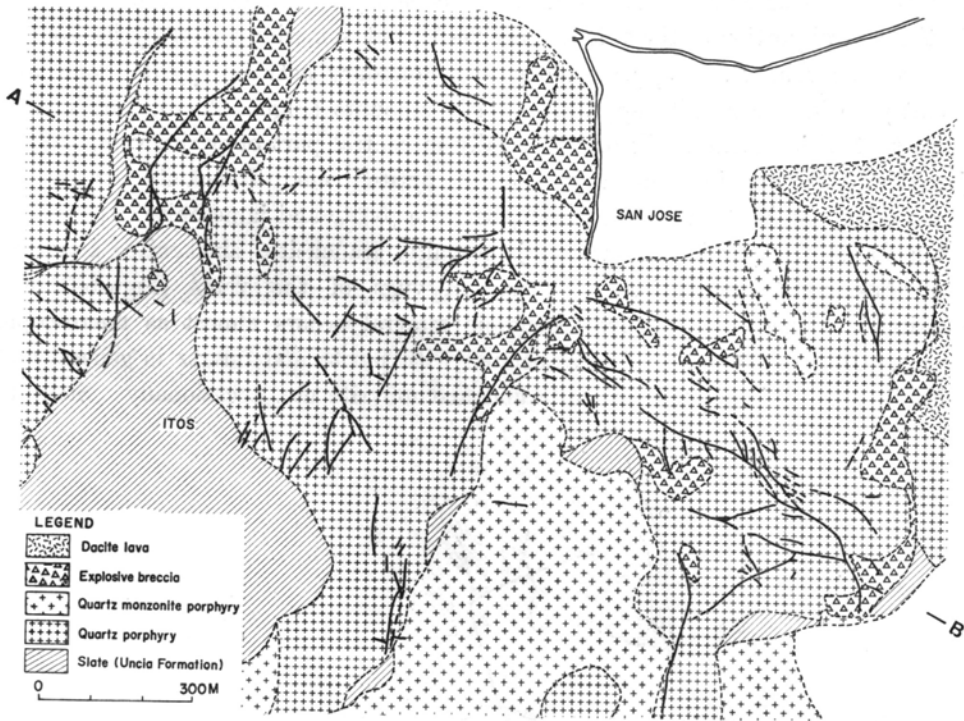 A
SAN JOSE
ITOS
LEGEND
Dacite lava
Explosive breccia
Quartz monzonite porphyry
Quartz porphyry
Slate (Uncia Formation)
0 300M
B